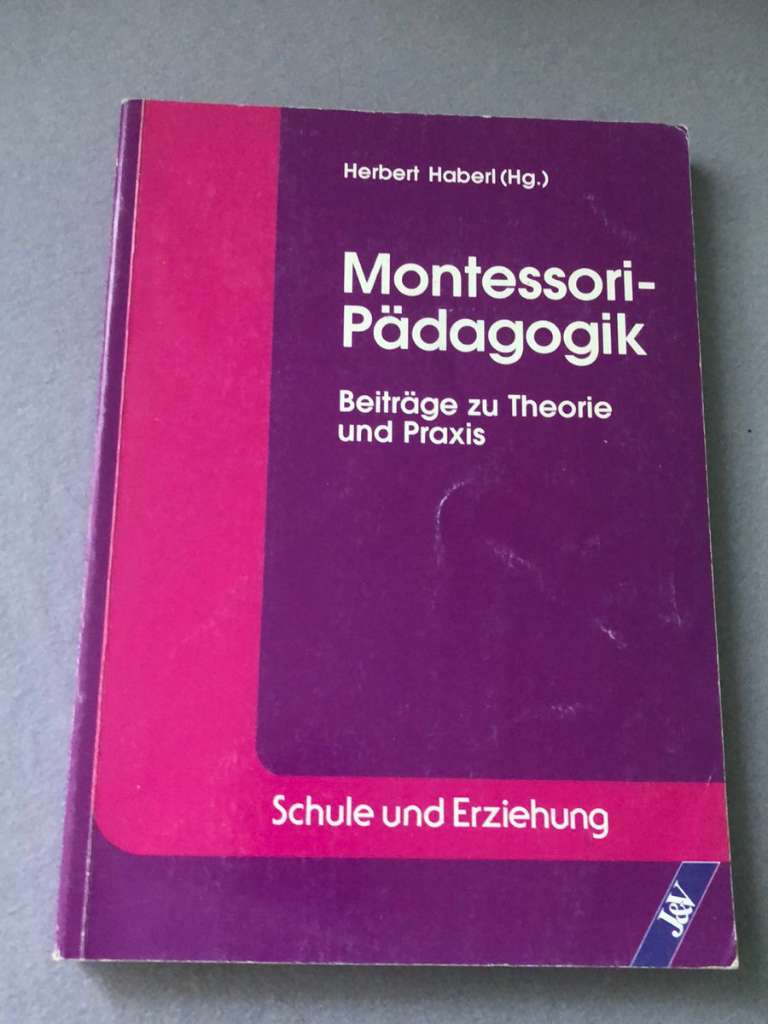 Herbert Haberl (Hg.)
Montessori-
Pädagogik
Beiträge zu Theorie
und Praxis
Schule und Erziehung
J&V